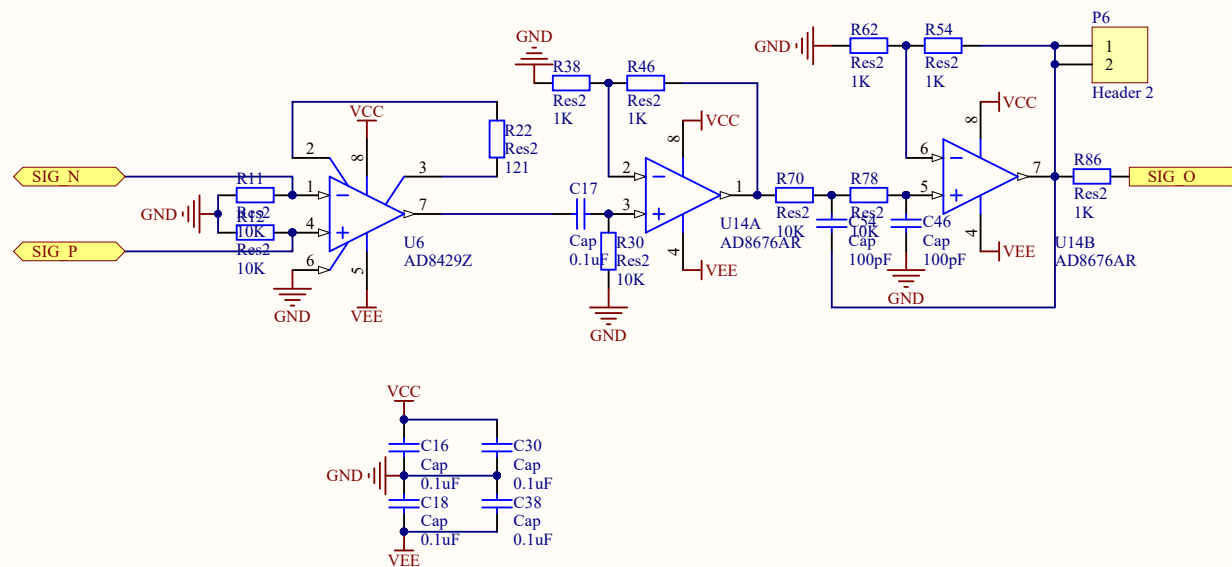 P6
GND
R62
Res2
1K
R54
Res2
1K
1
2
Header 2
GND
R38
Res2
1K
R46
Res2
1K
VCC
8
VCC
8
VCC
8
R22
Res2
121
2
3
SIG_N
R11
Res2
10K
GND
R12
Res2
10K
SIG_P
1
4
7
6
5
U6
AD8429Z
GND
VEE
C17
Cap
0.1uF
2
3
1
4
R30
Res2
10K
GND
U14A
AD8676AR
VEE
R70
Res2
10K
R78
Res2
10K
C54
Cap
100pF
C46
Cap
100pF
GND
6
5
7
4
U14B
AD8676AR
VEE
R86
Res2
1K
SIG_O
VCC
C16
Cap
0.1uF
C30
Cap
0.1uF
GND
C18
Cap
0.1uF
C38
Cap
0.1uF
VEE